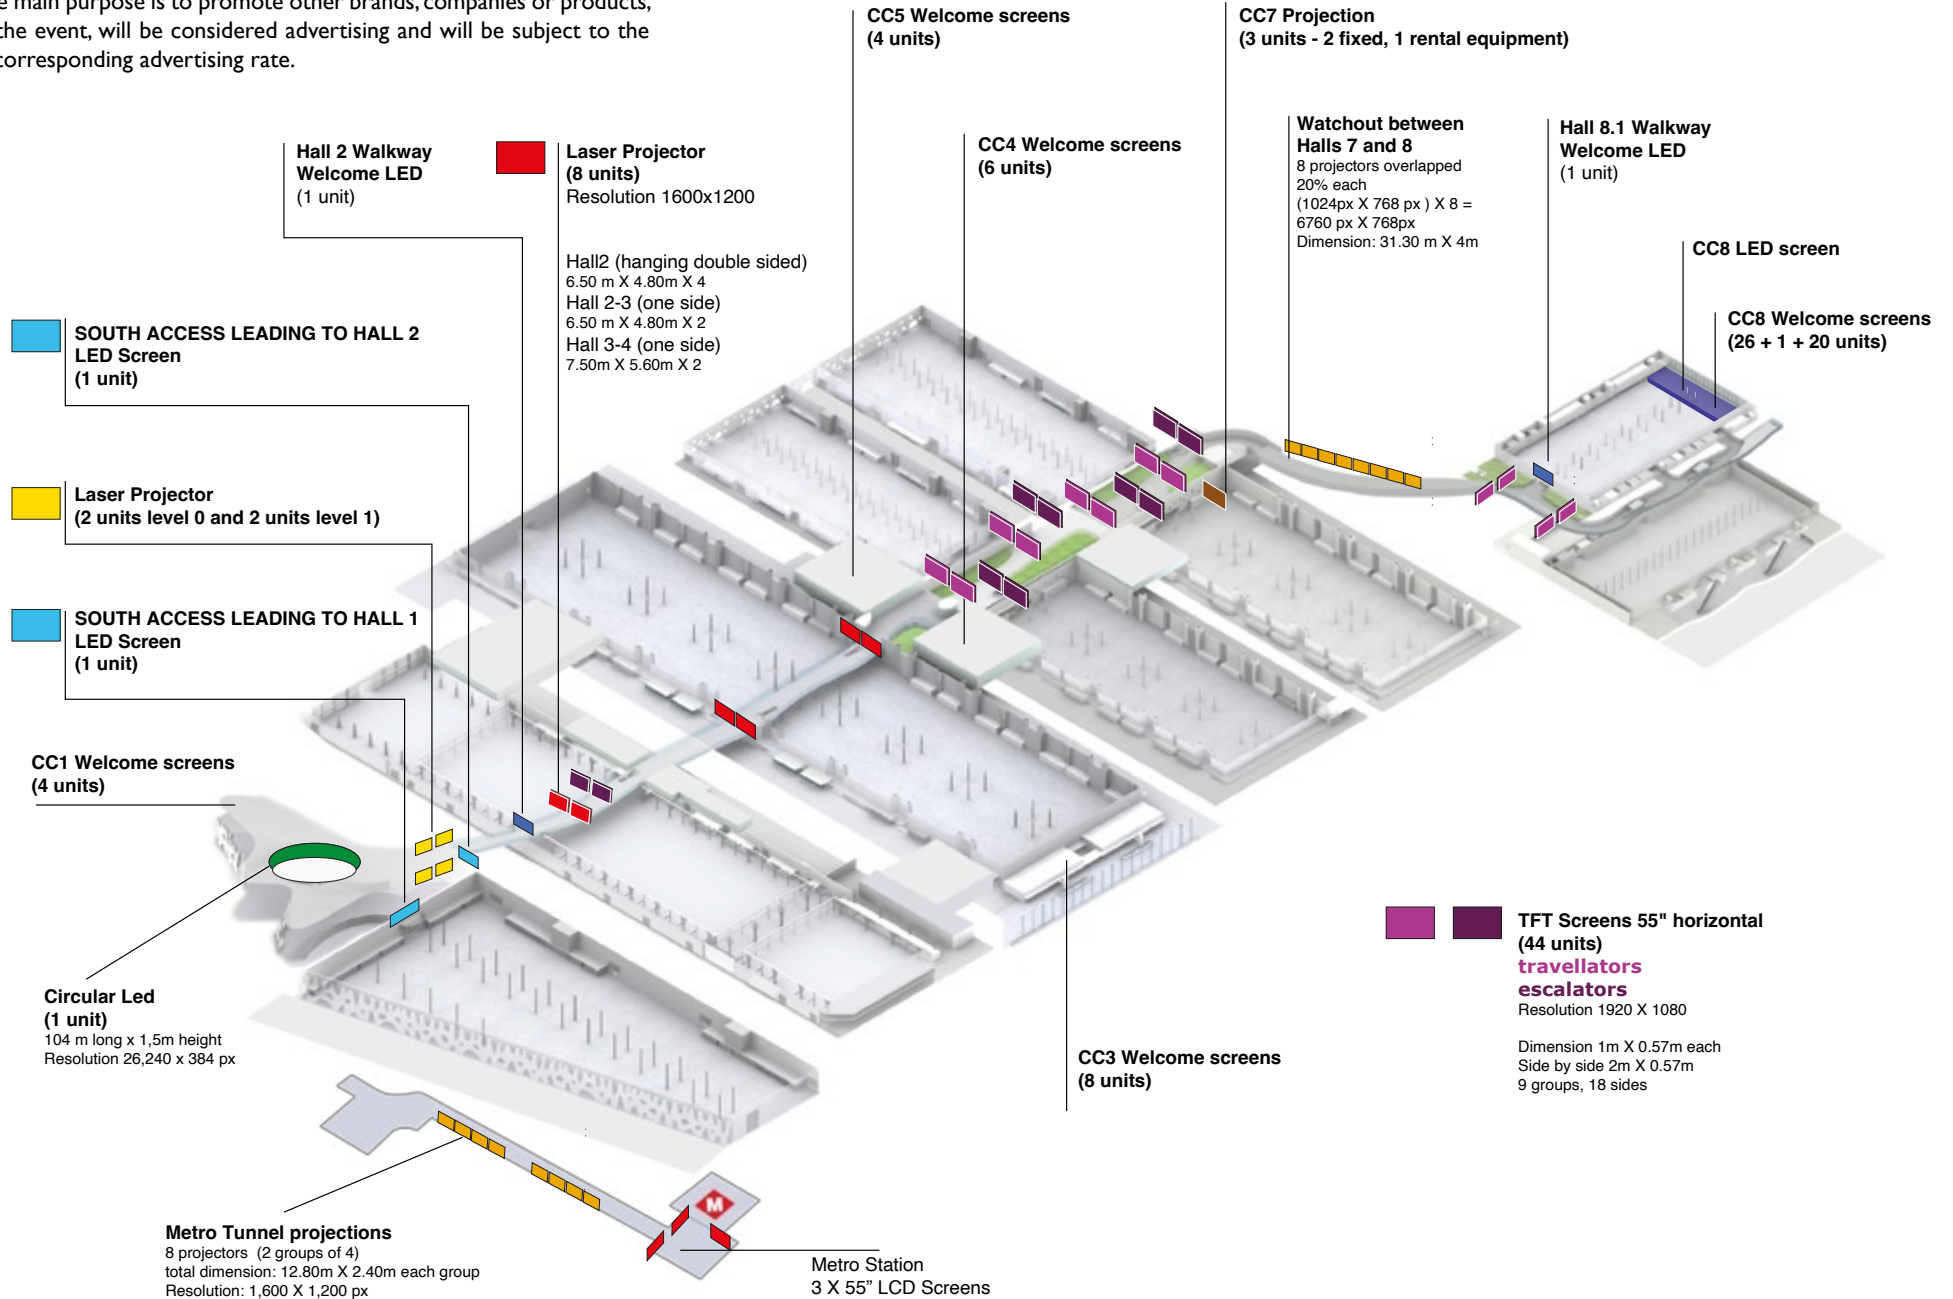 e main purpose is to promote other brands, companies or products,
the event, will be considered advertising and will be subject to the
corresponding advertising rate.
CC5 Welcome screens
(4 units)
CC7 Projection
(3 units - 2 fixed, 1 rental equipment)
Hall 2 Walkway
Welcome LED
(1 unit)
Laser Projector
(8 units)
Resolution 1600x1200
Hall2 (hanging double sided)
6.50 m X 4.80m X 4
Hall 2-3 (one side)
6.50 m X 4.80m X 2
Hall 3-4 (one side)
7.50m X 5.60m X 2
CC4 Welcome screens
(6 units)
Watchout between
Halls 7 and 8
8 projectors overlapped
20% each
(1024px X 768 px ) X 8 =
6760 px X 768px
Dimension: 31.30 m X 4m
Hall 8.1 Walkway
Welcome LED
(1 unit)
CC8 LED screen
CC8 Welcome screens
(26 + 1 + 20 units)
SOUTH ACCESS LEADING TO HALL 2
LED Screen
(1 unit)
Laser Projector
(2 units level 0 and 2 units level 1)
SOUTH ACCESS LEADING TO HALL 1
LED Screen
(1 unit)
CC1 Welcome screens
(4 units)
Circular Led
(1 unit)
104 m long x 1,5m height
Resolution 26,240 x 384 px
TFT Screens 55" horizontal
(44 units)
travellators
escalators
Resolution 1920 X 1080
Dimension 1m X 0.57m each
Side by side 2m X 0.57m
9 groups, 18 sides
CC3 Welcome screens
(8 units)
M
Metro Tunnel projections
8 projectors (2 groups of 4)
total dimension: 12.80m X 2.40m each group
Resolution: 1,600 X 1,200 px
Metro Station
3 X 55” LCD Screens